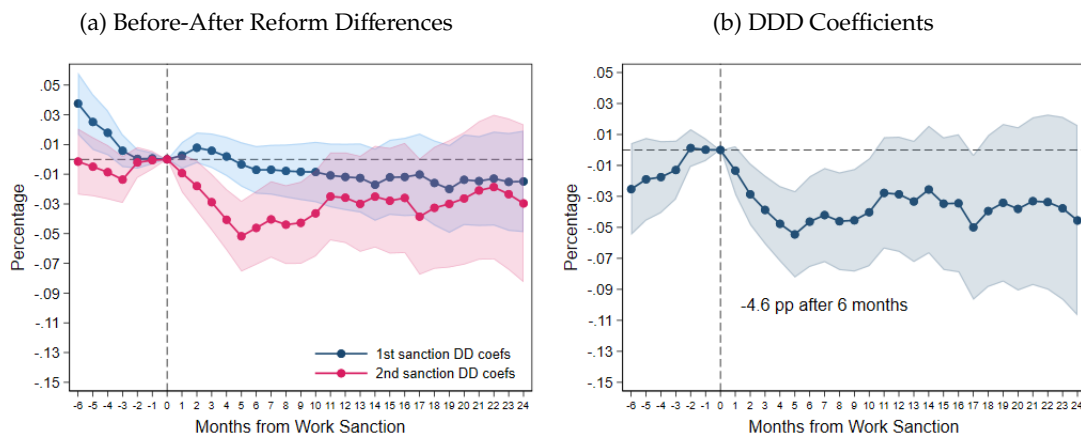 (a) Before-After Reform Differences
.05
.03
.01
-.01
-.03
-.05
-.07
-.09
-.11
-.13
-.15
Percentage
1st sanction DD coefs
2nd sanction DD coefs
-6 -5 -4 -3 -2 -1 0 1 2 3 4 5 6 7 8 9 10 11 12 13 14 15 16 17 18 19 20 21 22 23 24
Months from Work Sanction
(b) DDD Coefficients
.05
.03
.01
-.01
-.03
-.05
-.07
-.09
-.11
-.13
-.15
Percentage
-4.6 pp after 6 months
-6 -5 -4 -3 -2 -1 0 1 2 3 4 5 6 7 8 9 10 11 12 13 14 15 16 17 18 19 20 21 22 23 24
Months from Work Sanction